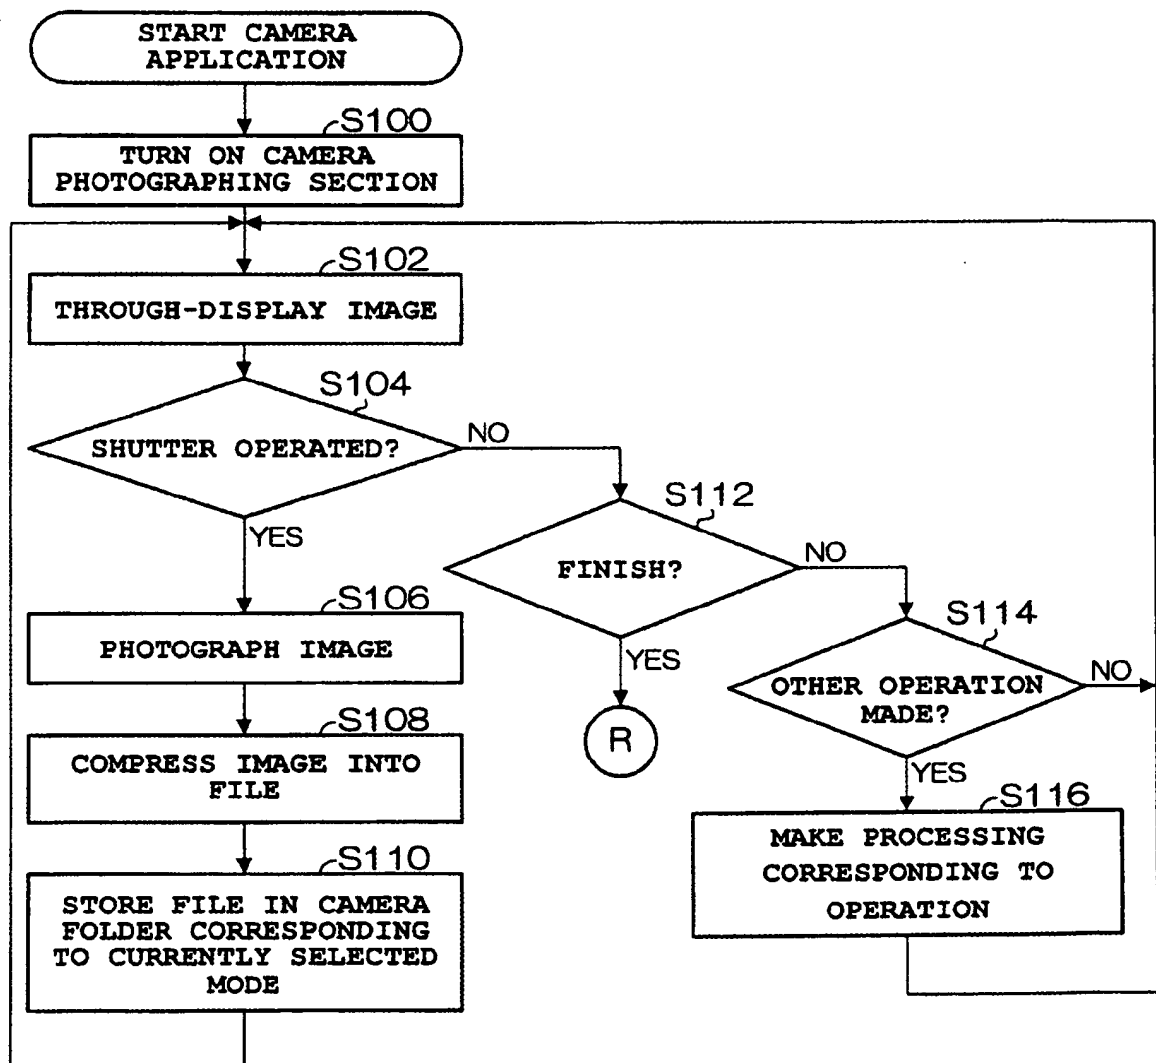 START CAMERA
APPLICATION
S100
TURN ON CAMERA
PHOTOGRAPHING SECTION
S102
THROUGH-DISPLAY IMAGE
S104
SHUTTER OPERATED?
NO
YES
S106
PHOTOGRAPH IMAGE
S108
COMPRESS IMAGE INTO
FILE
S110
STORE FILE IN CAMERA
FOLDER CORRESPONDING
TO CURRENTLY SELECTED
MODE
S112
FINISH?
NO
YES
R
S114
OTHER OPERATION
MADE?
NO
YES
S116
MAKE PROCESSING
CORRESPONDING TO
OPERATION